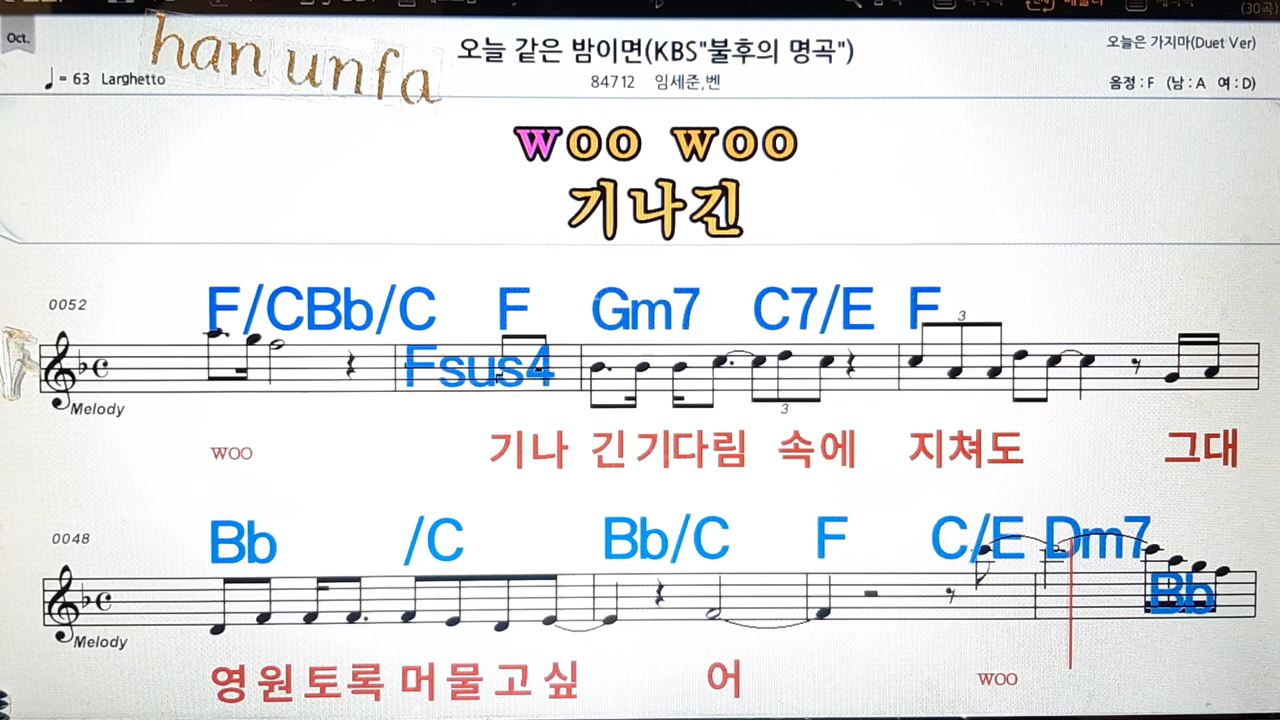 (30곡)
Oct.
han unfa
오늘 같은 밤이면(KBS"불후의 명곡")
오늘은 가지마(Duet Ver)
♩= 63 Larghetto
84712 임세준,벤
음정 : F (남 : A 여 : D)
woo woo
기나긴
0052
F/C Bb/C F Gm7 C7/E F
Fsus4
3
3
Melody
woo 기나 긴 기다림 속에 지쳐도 그대
0048
Bb /C Bb/C F C/E Dm7
Bb
Melody
영원토록 머물고싶 어 woo